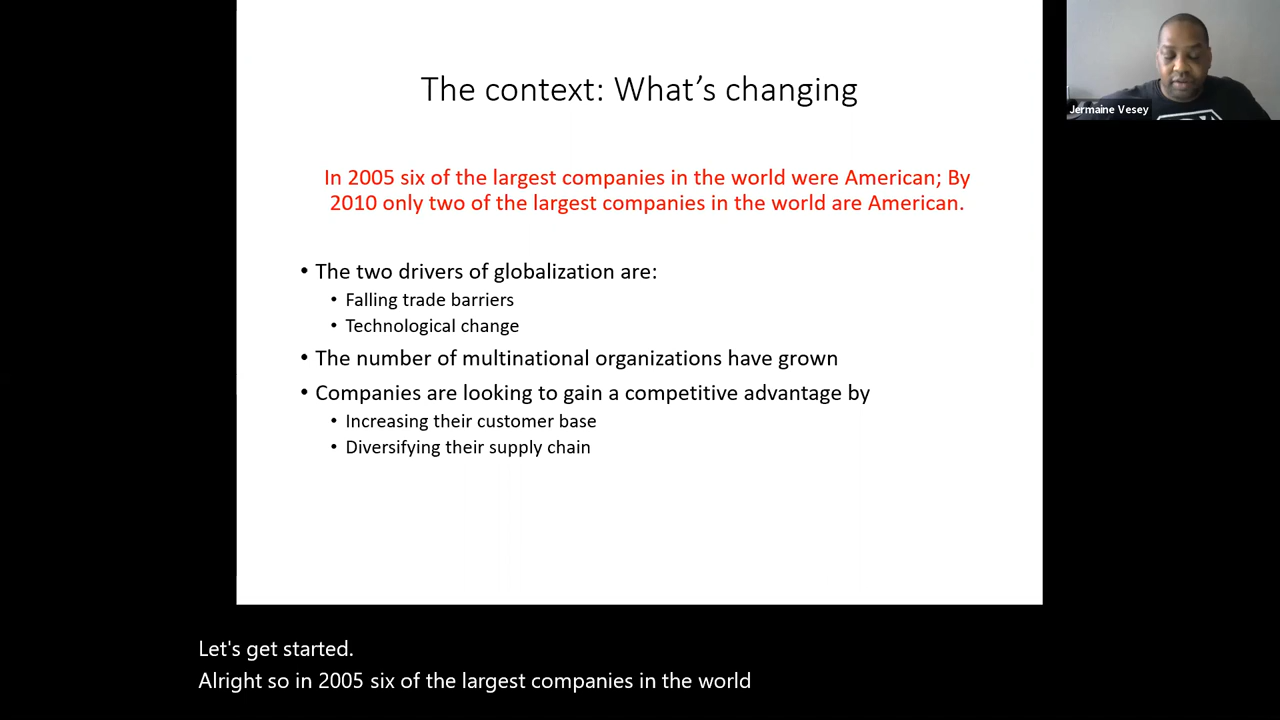 The context: What's changing
In 2005 six of the largest companies in the world were American; By
2010 only two of the largest companies in the world are American.
• The two drivers of globalization are:
• Falling trade barriers
• Technological change
• The number of multinational organizations have grown
• Companies are looking to gain a competitive advantage by
• Increasing their customer base
• Diversifying their supply chain
Jermaine Vesey
Let's get started.
Alright so in 2005 six of the largest companies in the world